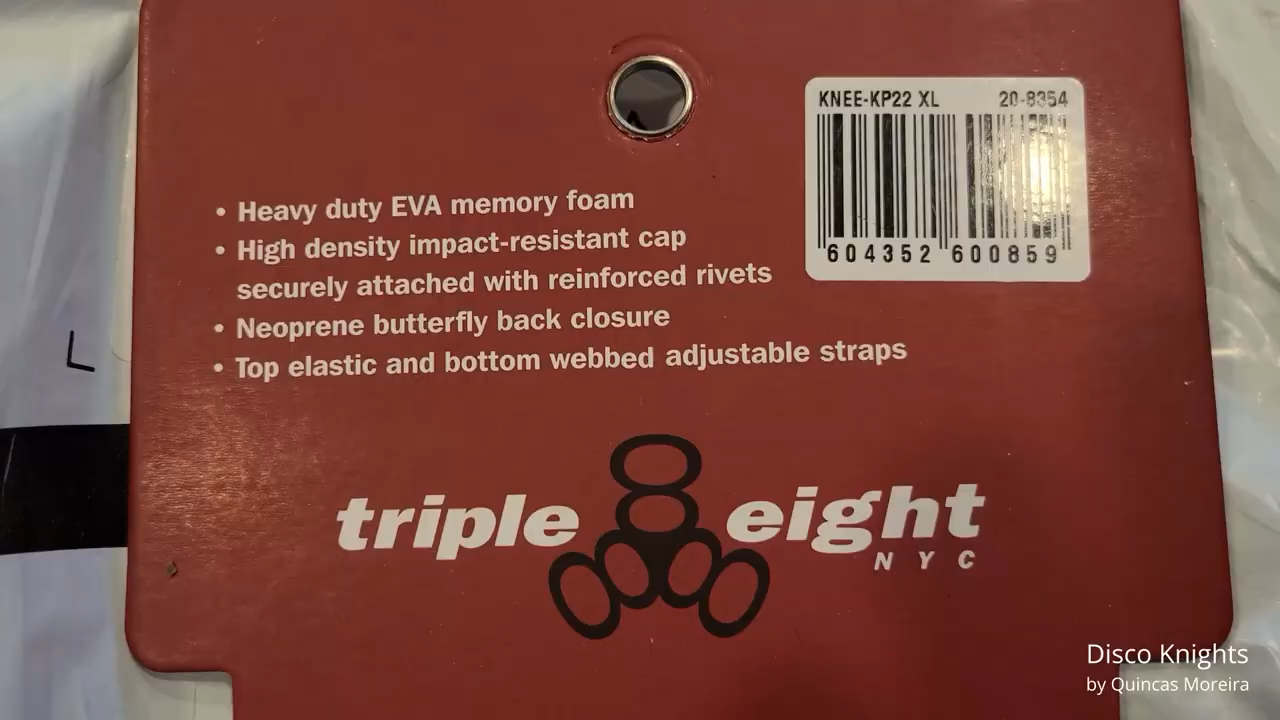 KNEE-KP22 XL 20-8354
604352 600859
• Heavy duty EVA memory foam
• High density impact-resistant cap
securely attached with reinforced rivets
• Neoprene butterfly back closure
• Top elastic and bottom webbed adjustable straps
L
triple eight
NYC
Disco Knights
by Quincas Moreira